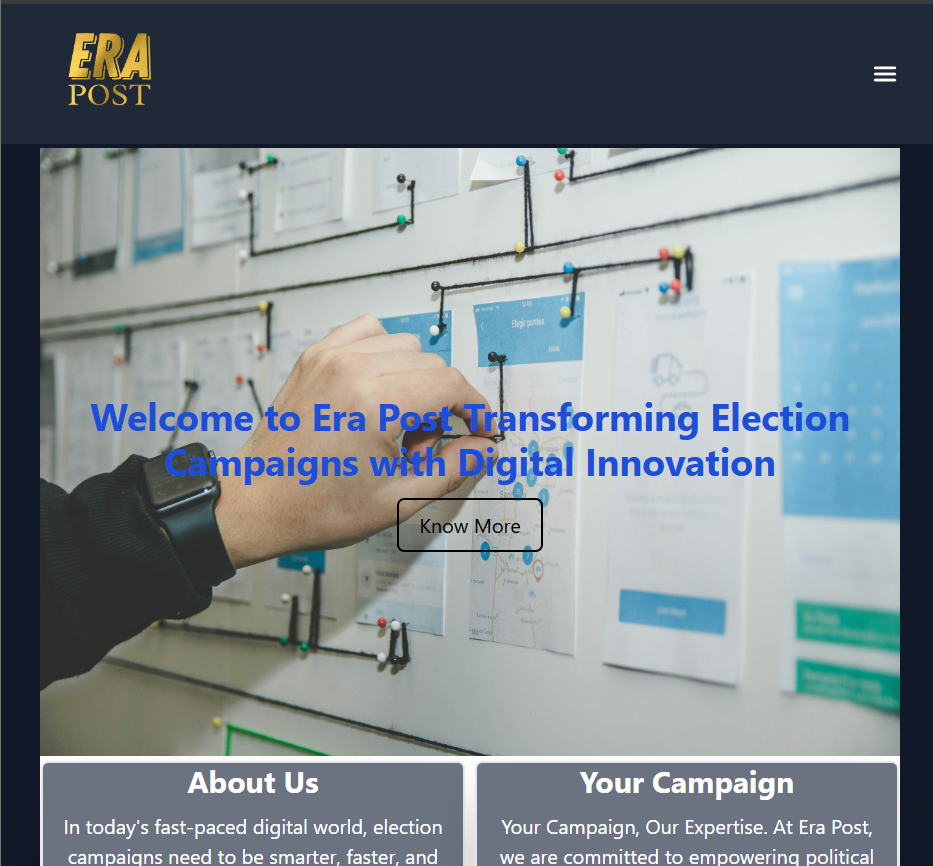 ERA
POST
Elegir puntos
Welcome to Era Post Transforming Election
Campaigns with Digital Innovation
Know More
About Us
Your Campaign
In today's fast-paced digital world, election
campaigns need to be smarter, faster, and
Your Campaign, Our Expertise. At Era Post,
we are committed to empowering political